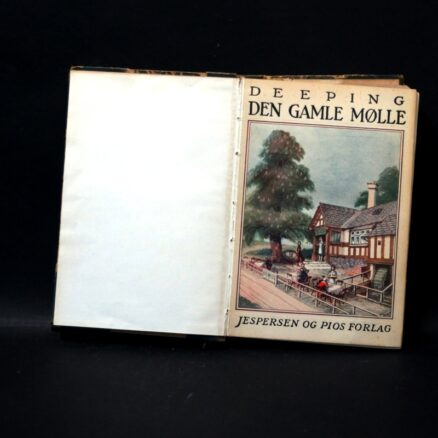 DEEPING
DEN GAMLE MØLLE
JESPERSEN OG PIOS FORLAG